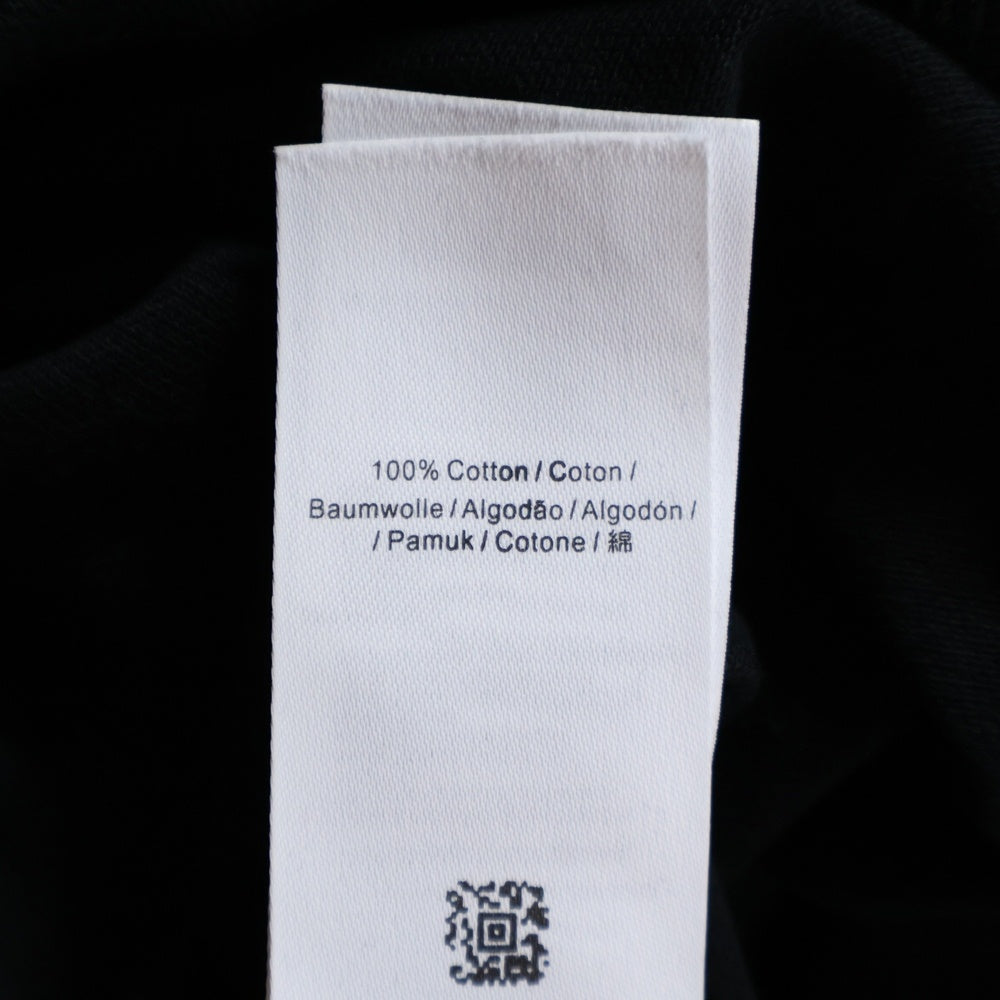 100% Cotton / Coton /
Baumwolle / Algodão / Algodón /
/ Pamuk / Cotone / 綿